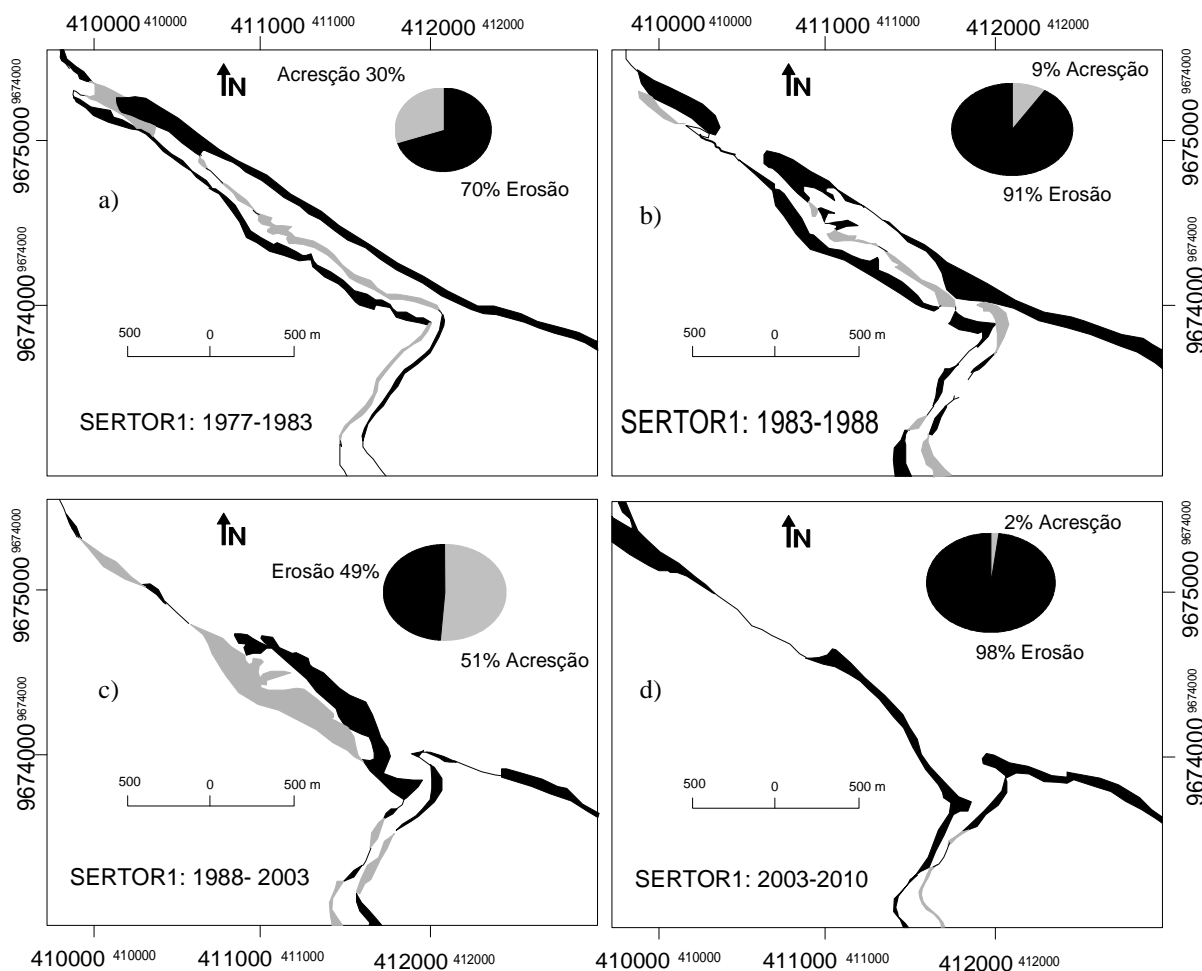 410000 410000 411000 411000 412000 412000
410000 410000 411000 411000 412000 412000
9674000
9675000
9674000
9674000
N
Acresção 30%
70% Erosão
a)
500 0 500 m
SERTOR1: 1977-1983
N
9% Acresção
91% Erosão
b)
500 0 500 m
SERTOR1: 1983-1988
9674000
9675000
9674000
9674000
9674000
9675000
9674000
9674000
N
Erosão 49%
51% Acresção
c)
500 0 500 m
SERTOR1: 1988- 2003
N
2% Acresção
98% Erosão
d)
500 0 500 m
SERTOR1: 2003-2010
9674000
9675000
9674000
9674000
410000 410000 411000 411000 412000 412000
410000 410000 411000 411000 412000 412000